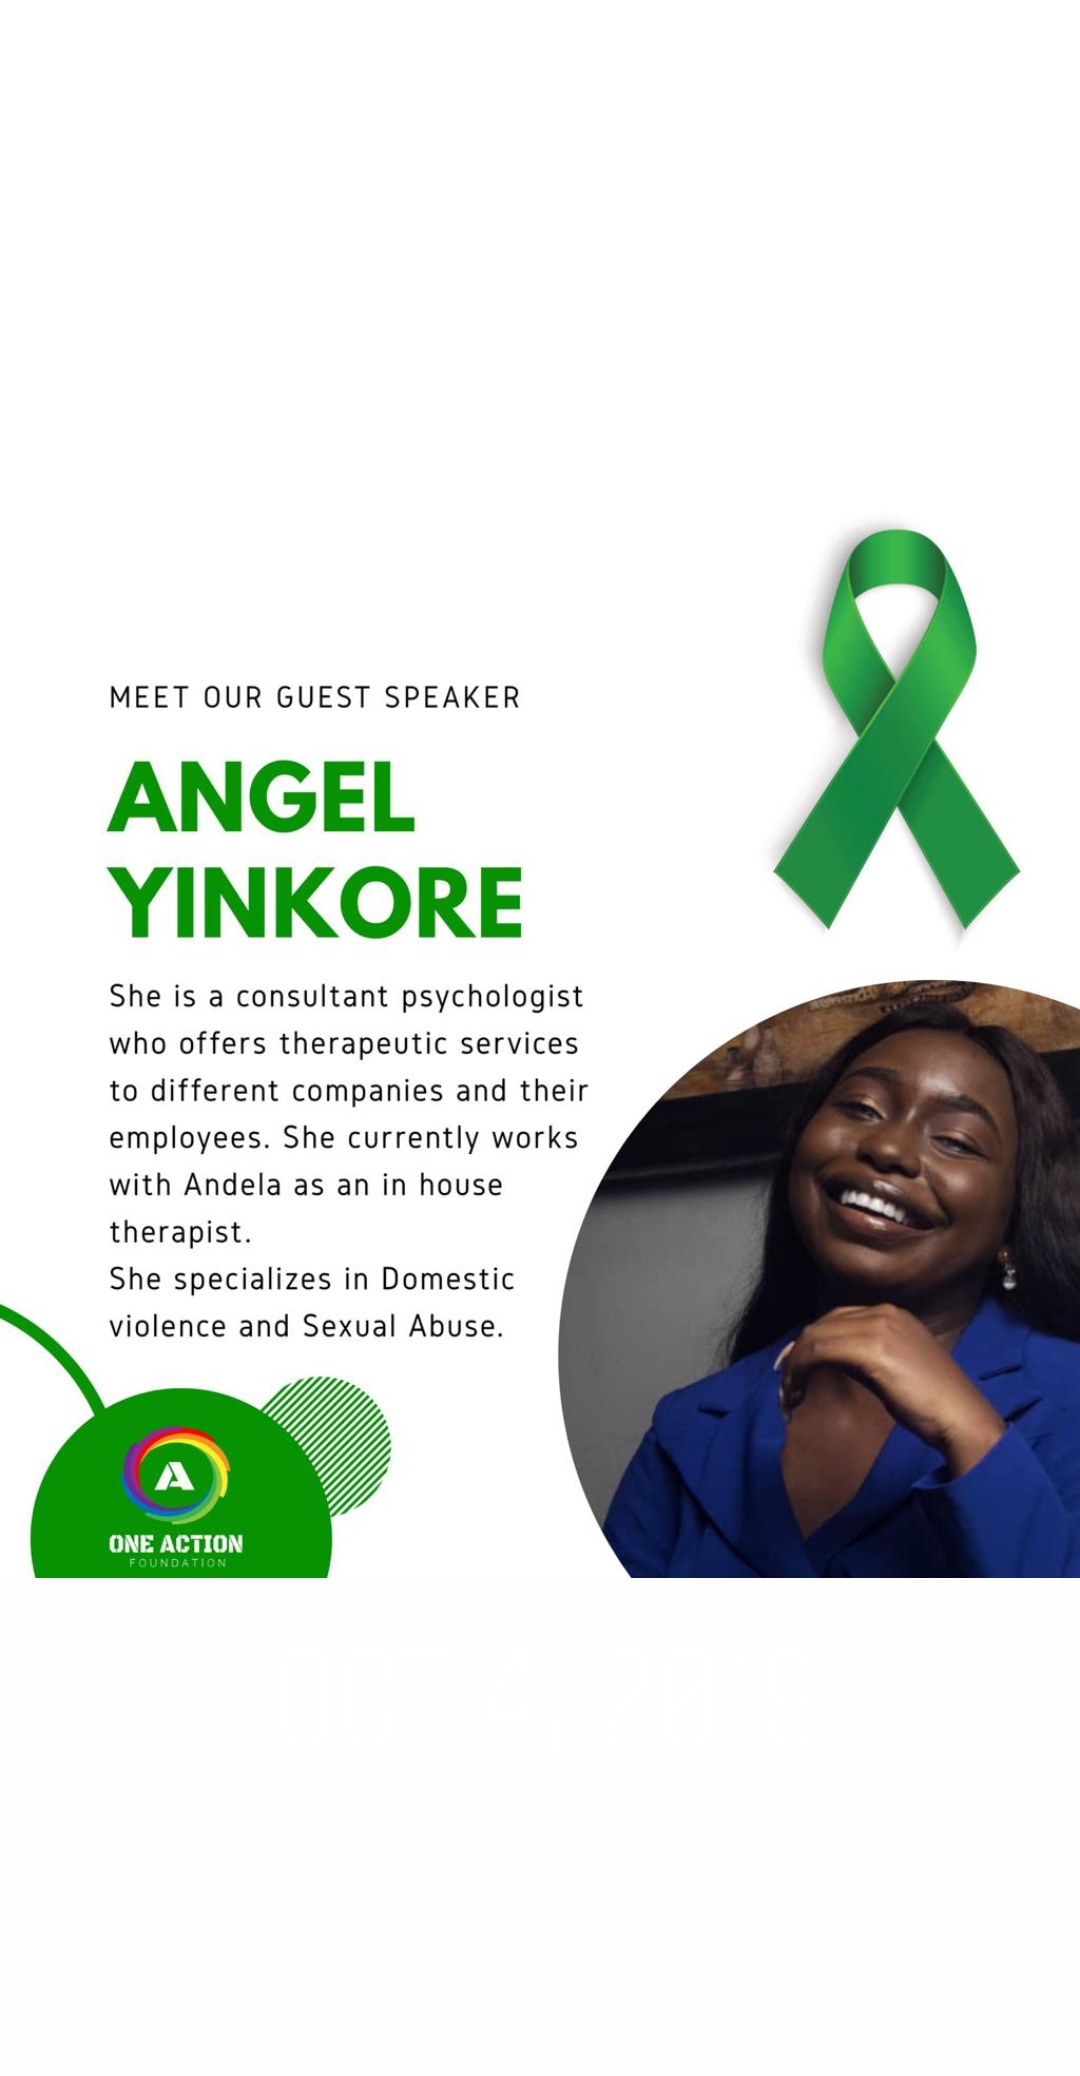 MEET OUR GUEST SPEAKER
ANGEL
YINKORE
She is a consultant psychologist
who offers therapeutic services
to different companies and their
employees. She currently works
with Andela as an in house
therapist.
She specializes in Domestic
violence and Sexual Abuse.
A
ONE ACTION
FOUNDATION